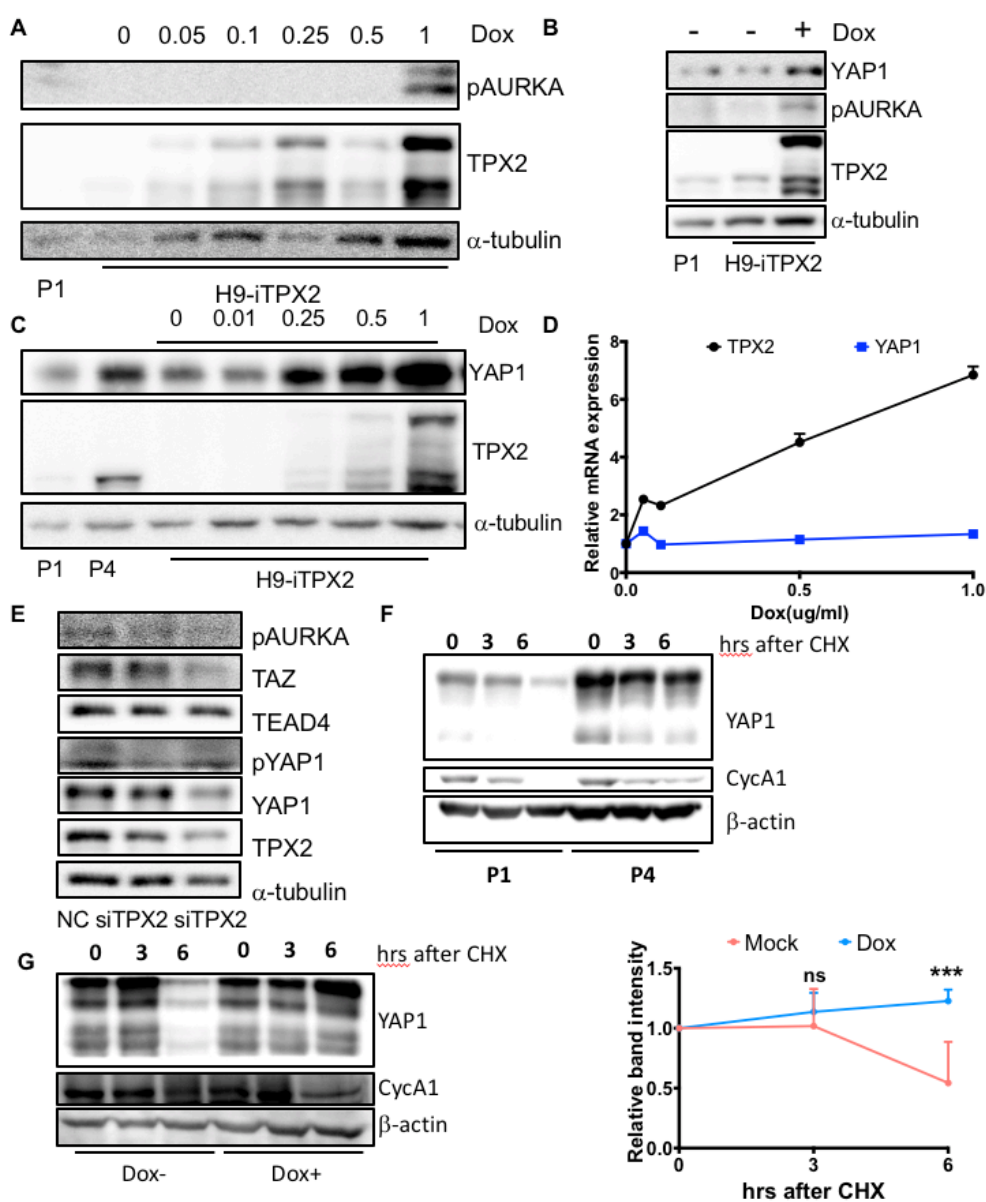 A
0 0.05 0.1 0.25 0.5 1 Dox
pAURKA
TPX2
α-tubulin
P1
H9-iTPX2
B
- - + Dox
YAP1
pAURKA
TPX2
α-tubulin
P1 H9-iTPX2
C
0 0.01 0.25 0.5 1 Dox
YAP1
TPX2
α-tubulin
P1 P4
H9-iTPX2
D
TPX2 YAP1
Relative mRNA expression
8
6
4
2
0
0.0 0.5 1.0
Dox(ug/ml)
E
pAURKA
TAZ
TEAD4
pYAP1
YAP1
TPX2
α-tubulin
NC siTPX2 siTPX2
F
0 3 6 0 3 6 hrs after CHX
YAP1
CycA1
β-actin
P1 P4
G
0 3 6 0 3 6 hrs after CHX
YAP1
CycA1
β-actin
Dox- Dox+
Mock Dox
Relative band intensity
1.5
1.0
0.5
0.0
ns
***
0 3 6
hrs after CHX